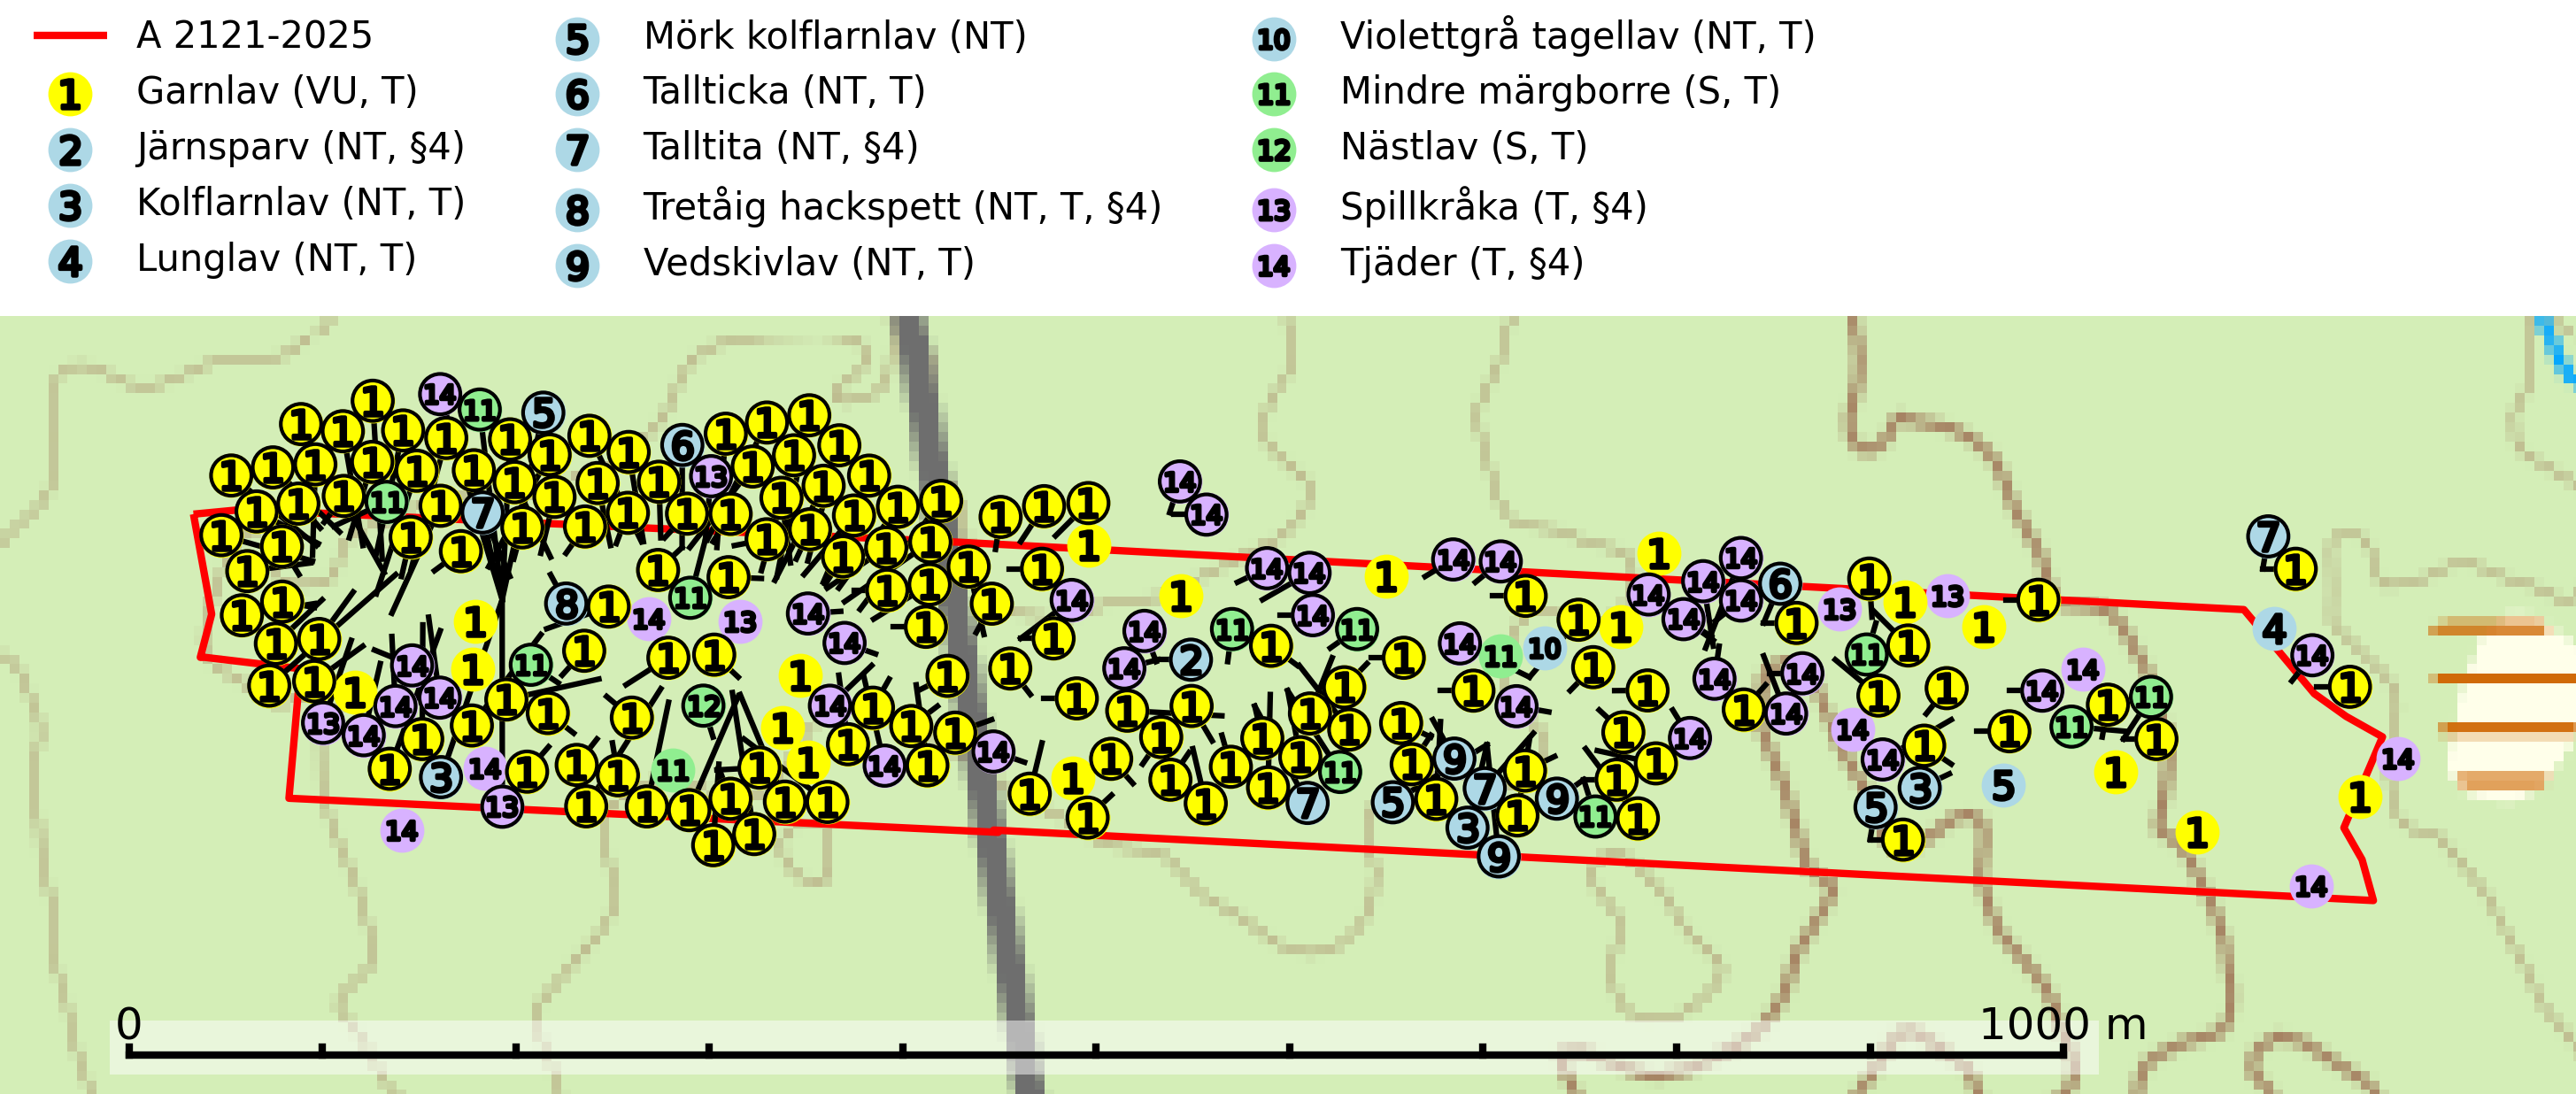 A 2121-2025
1 Garnlav (VU, T)
2 Järnsparv (NT, §4)
3 Kolflarnlav (NT, T)
4 Lunglav (NT, T)
5 Mörk kolflarnlav (NT)
6 Tallticka (NT, T)
7 Talltita (NT, §4)
8 Tretåig hackspett (NT, T, §4)
9 Vedskivlav (NT, T)
10 Violettgrå tagellav (NT, T)
11 Mindre märgborre (S, T)
12 Nästlav (S, T)
13 Spillkråka (T, §4)
14 Tjäder (T, §4)
0 1000 m